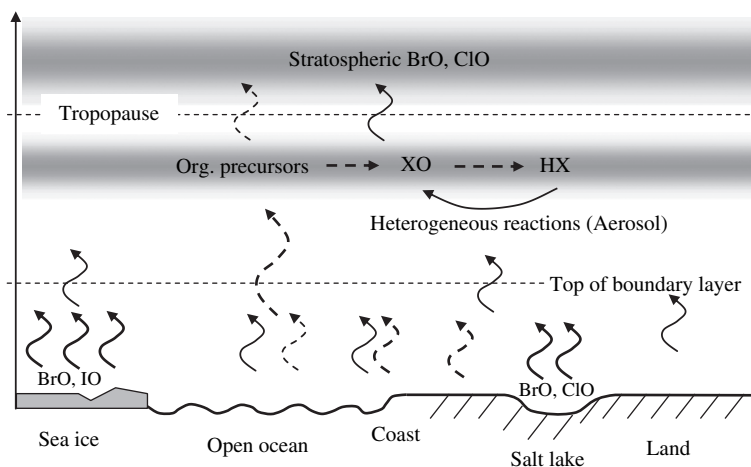 Stratospheric BrO, ClO
Tropopause
Org. precursors XO HX
Heterogeneous reactions (Aerosol)
Top of boundary layer
BrO, IO
BrO, ClO
Sea ice
Open ocean
Coast
Salt lake
Land